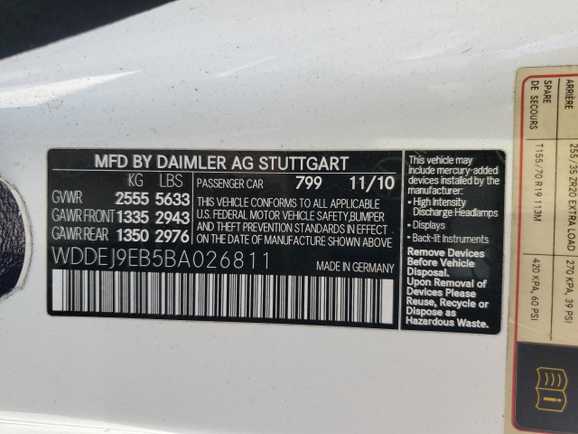 MFD BY DAIMLER AG STUTTGART
KG LBS
PASSENGER CAR 799 11/10
GVWR 2555 5633
GAWR FRONT 1335 2943
GAWR REAR 1350 2976
THIS VEHICLE CONFORMS TO ALL APPLICABLE
U.S. FEDERAL MOTOR VEHICLE SAFETY,BUMPER
AND THEFT PREVENTION STANDARDS IN EFFECT
ON THE DATE OF MANUFACTURE SHOWN ABOVE
WDDEJ9EB5BA026811
MADE IN GERMANY
This vehicle may
include mercury-added
devices installed by the
manufacturer:
• High Intensity
Discharge Headlamps
• Displays
• Back-lit Instruments
Remove Devices
Before Vehicle
Disposal.
Upon Removal of
Devices Please
Reuse, Recycle or
Dispose as
Hazardous Waste.
ARRIÈRE
255/35 ZR20 EXTRA LOAD
270 KPA, 39 PSI
SPARE
DE SECOURS
T155/70 R19 113M
420 KPA, 60 PSI